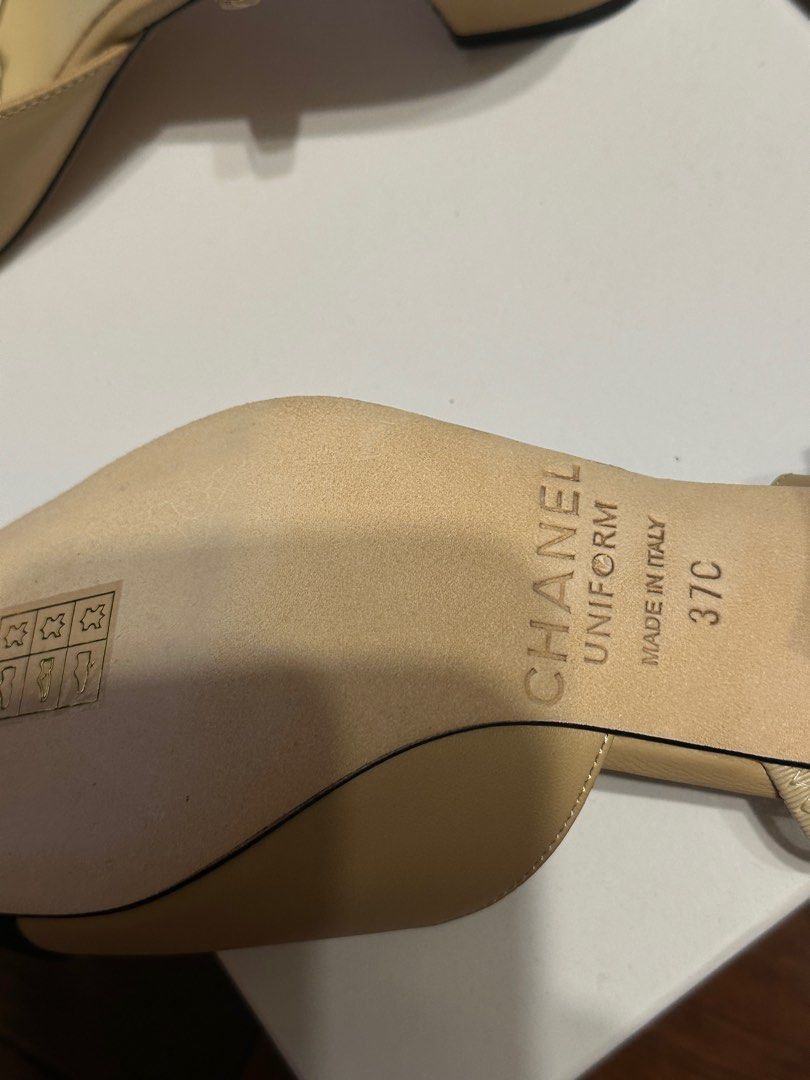 CHANEL
UNIFORM
MADE IN ITALY
37C